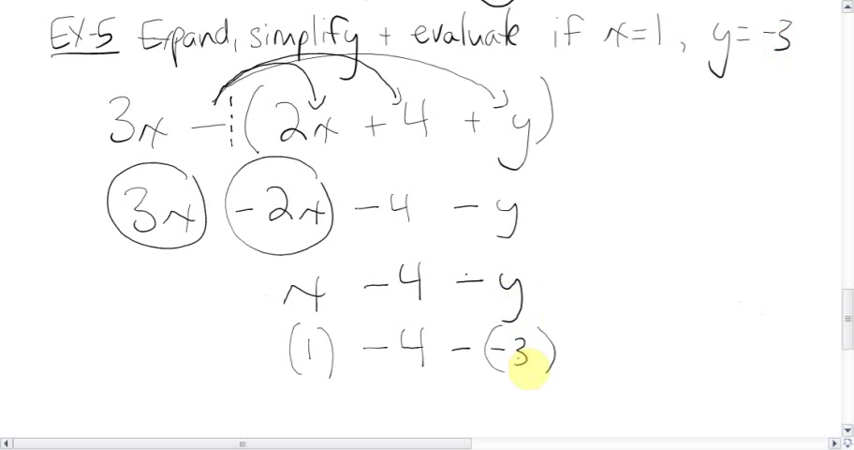 EX-5 Expand, simplify + evaluate if x=1, y=-3
3x -(2x + 4 + y)
3x -2x -4 - y
x -4 - y
(1) -4 - (-3)